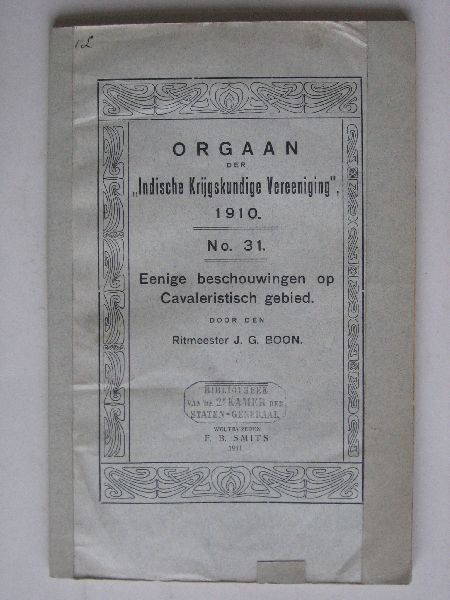 ORGAAN
DER
„Indische Krijgskundige Vereeniging",
1910.
No. 31.
Eenige beschouwingen op
Cavaleristisch gebied.
DOOR DEN
Ritmeester J. G. BOON.
BIBLIOTHEEK
VAN DE 2e KAMER DER
STATEN-GENERAAL
WELTEVREDEN
F. B. SMITS
1911